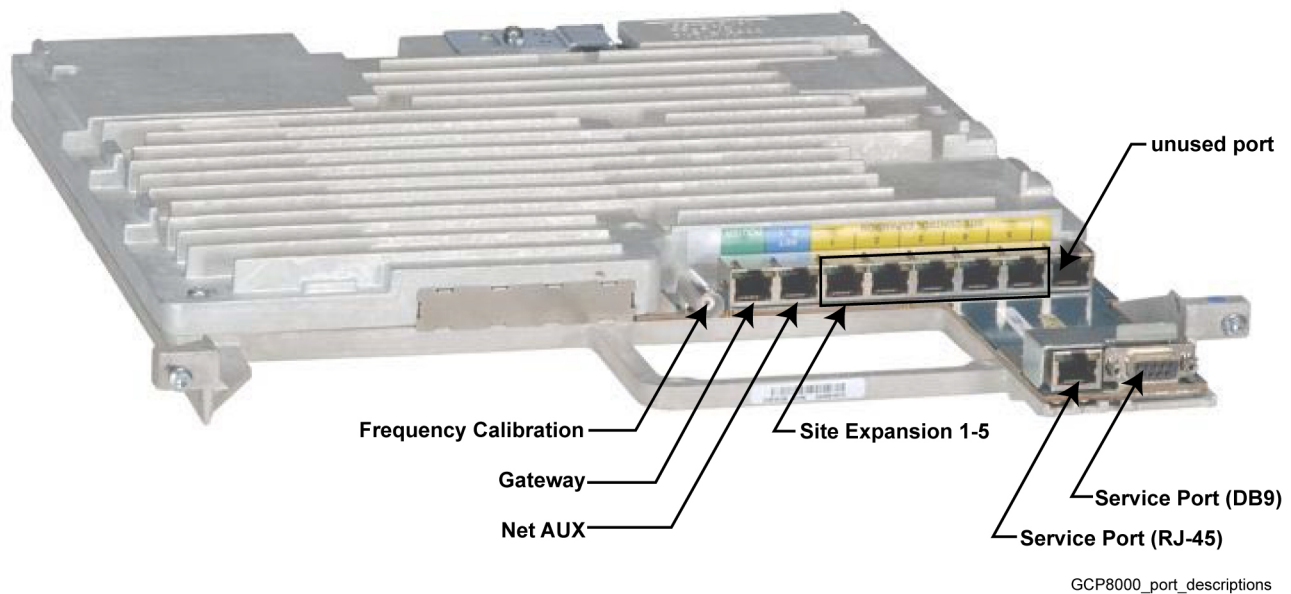 unused port
Frequency Calibration
Site Expansion 1-5
Gateway
Service Port (DB9)
Net AUX
Service Port (RJ-45)
GCP8000_port_descriptions